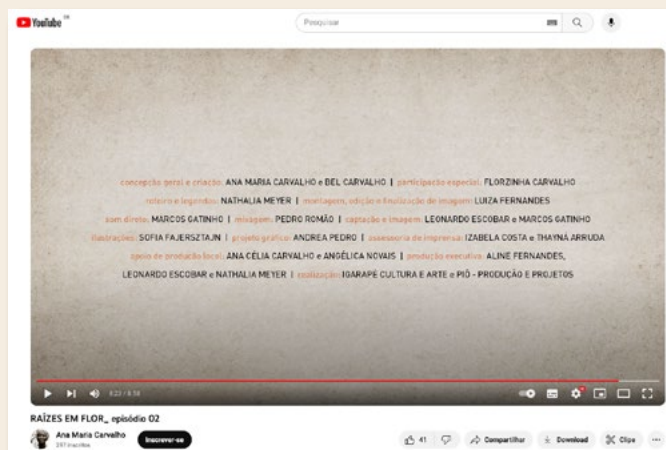 YouTube BR
Pesquisar
concepção geral e criação: ANA MARIA CARVALHO e BEL CARVALHO | participação especial: FLORZINHA CARVALHO
roteiro e legendas: NATHALIA MEYER | montagem, edição e finalização de imagem: LUIZA FERNANDES
som direto: MARCOS GATINHO | mixagem: PEDRO ROMÃO | captação e imagem: LEONARDO ESCOBAR e MARCOS GATINHO
ilustrações: SOFIA FAJERSZTAJN | projeto gráfico: ANDREA PEDRO | assessoria de imprensa: IZABELA COSTA e THAYNÁ ARRUDA
apoio de produção local: ANA CÉLIA CARVALHO e ANGÉLICA NOVAIS | produção executiva: ALINE FERNANDES,
LEONARDO ESCOBAR e NATHALIA MEYER | realização: IGARAPÉ CULTURA E ARTE e PIÔ - PRODUÇÃO E PROJETOS
RAÍZES EM FLOR_ episódio 02
Ana Maria Carvalho
inscritos
Inscrever-se
41
Compartilhar
Download
Clipe